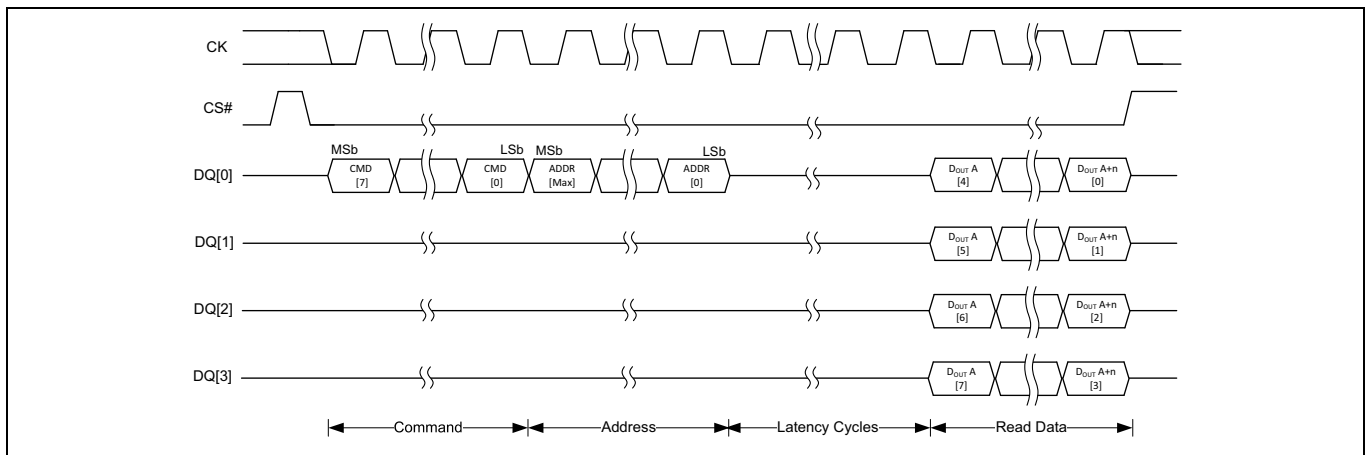 CK
CS#
MSb LSb MSb LSb
DQ[0] CMD [7] CMD [0] ADDR [Max] ADDR [0] DOUT A [4] DOUT A+n [0]
DQ[1] DOUT A [5] DOUT A+n [1]
DQ[2] DOUT A [6] DOUT A+n [2]
DQ[3] DOUT A [7] DOUT A+n [3]
Command Address Latency Cycles Read Data